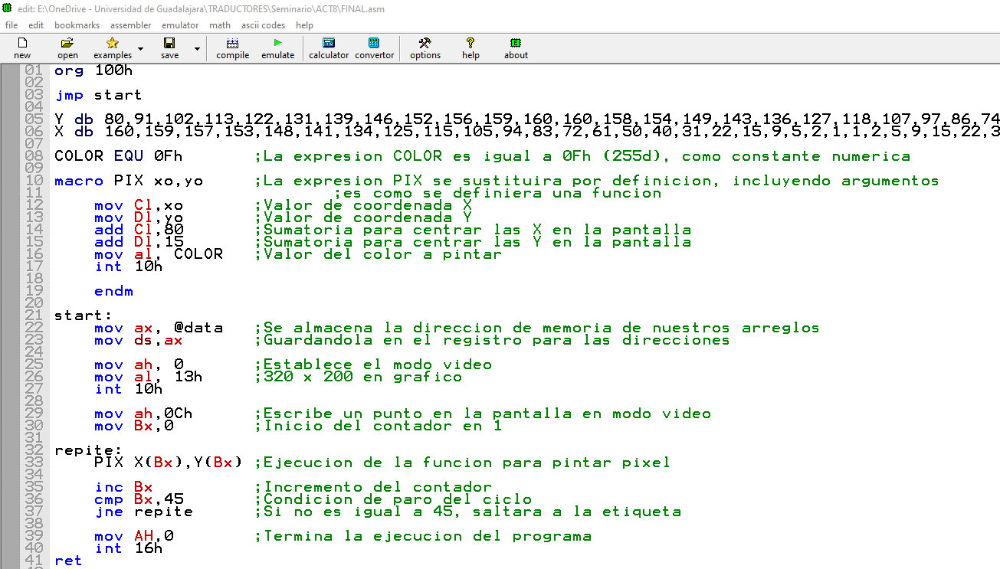 edit: E:\OneDrive - Universidad de Guadalajara\TRADUCTORES\Seminario\ACT8\FINAL.asm
file edit bookmarks assembler emulator math ascii codes help
new open examples save compile emulate calculator convertor options help about
01 org 100h
02
03 jmp start
04
05 Y db 80,91,102,113,122,131,139,146,152,156,159,160,160,158,154,149,143,136,127,118,107,97,86,74
06 X db 160,159,157,153,148,141,134,125,115,105,94,83,72,61,50,40,31,22,15,9,5,2,1,1,2,5,9,15,22,3
07
08 COLOR EQU 0Fh ;La expresion COLOR es igual a 0Fh (255d), como constante numerica
09
10 macro PIX xo,yo ;La expresion PIX se sustituira por definicion, incluyendo argumentos
11 ;es como se definiera una funcion
12 mov Cl,xo ;Valor de coordenada X
13 mov Dl,yo ;Valor de coordenada Y
14 add Cl,80 ;Sumatoria para centrar las X en la pantalla
15 add Dl,15 ;Sumatoria para centrar las Y en la pantalla
16 mov al, COLOR ;Valor del color a pintar
17 int 10h
18
19 endm
20
21 start:
22 mov ax, @data ;Se almacena la direccion de memoria de nuestros arreglos
23 mov ds,ax ;Guardandola en el registro para las direcciones
24
25 mov ah, 0 ;Establece el modo video
26 mov al, 13h ;320 x 200 en grafico
27 int 10h
28
29 mov ah,0Ch ;Escribe un punto en la pantalla en modo video
30 mov Bx,0 ;Inicio del contador en 1
31
32 repite:
33 PIX X(Bx),Y(Bx) ;Ejecucion de la funcion para pintar pixel
34
35 inc Bx ;Incremento del contador
36 cmp Bx,45 ;Condicion de paro del ciclo
37 jne repite ;Si no es igual a 45, saltara a la etiqueta
38
39 mov AH,0 ;Termina la ejecucion del programa
40 int 16h
41 ret